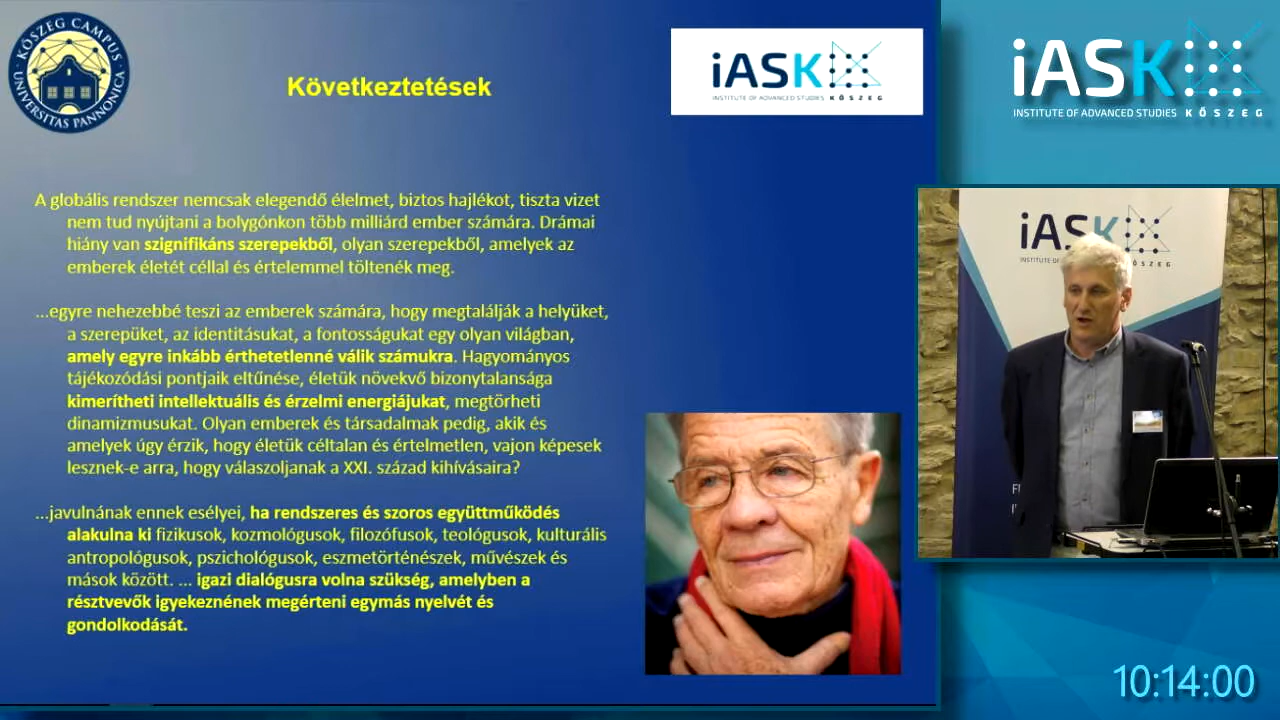 KŐSZEG CAMPUS
UNIVERSITAS PANNONICA
Következtetések
iASK
INSTITUTE OF ADVANCED STUDIES KŐSZEG
iASK
INSTITUTE OF ADVANCED STUDIES KŐSZEG
A globális rendszer nemcsak elegendő élelmet, biztos hajlékot, tiszta vizet
nem tud nyújtani a bolygónkon több milliárd ember számára. Drámai
hiány van szignifikáns szerepekből, olyan szerepekből, amelyek az
emberek életét céllal és értelemmel töltenék meg.
...egyre nehezebbé teszi az emberek számára, hogy megtalálják a helyüket,
a szerepüket, az identitásukat, a fontosságukat egy olyan világban,
amely egyre inkább érthetetlenné válik számukra. Hagyományos
tájékozódási pontjaik eltűnése, életük növekvő bizonytalansága
kimerítheti intellektuális és érzelmi energiájukat, megtörheti
dinamizmusukat. Olyan emberek és társadalmak pedig, akik és
amelyek úgy érzik, hogy életük céltalan és értelmetlen, vajon képesek
lesznek-e arra, hogy válaszoljanak a XXI. század kihívásaira?
...javulnának ennek esélyei, ha rendszeres és szoros együttműködés
alakulna ki fizikusok, kozmológusok, filozófusok, teológusok, kulturális
antropológusok, pszichológusok, eszmetörténészek, művészek és
mások között. ... igazi dialógusra volna szükség, amelyben a
résztvevők igyekeznének megérteni egymás nyelvét és
gondolkodását.
iASK
INSTITUTE OF
KŐSZEG
10:14:00